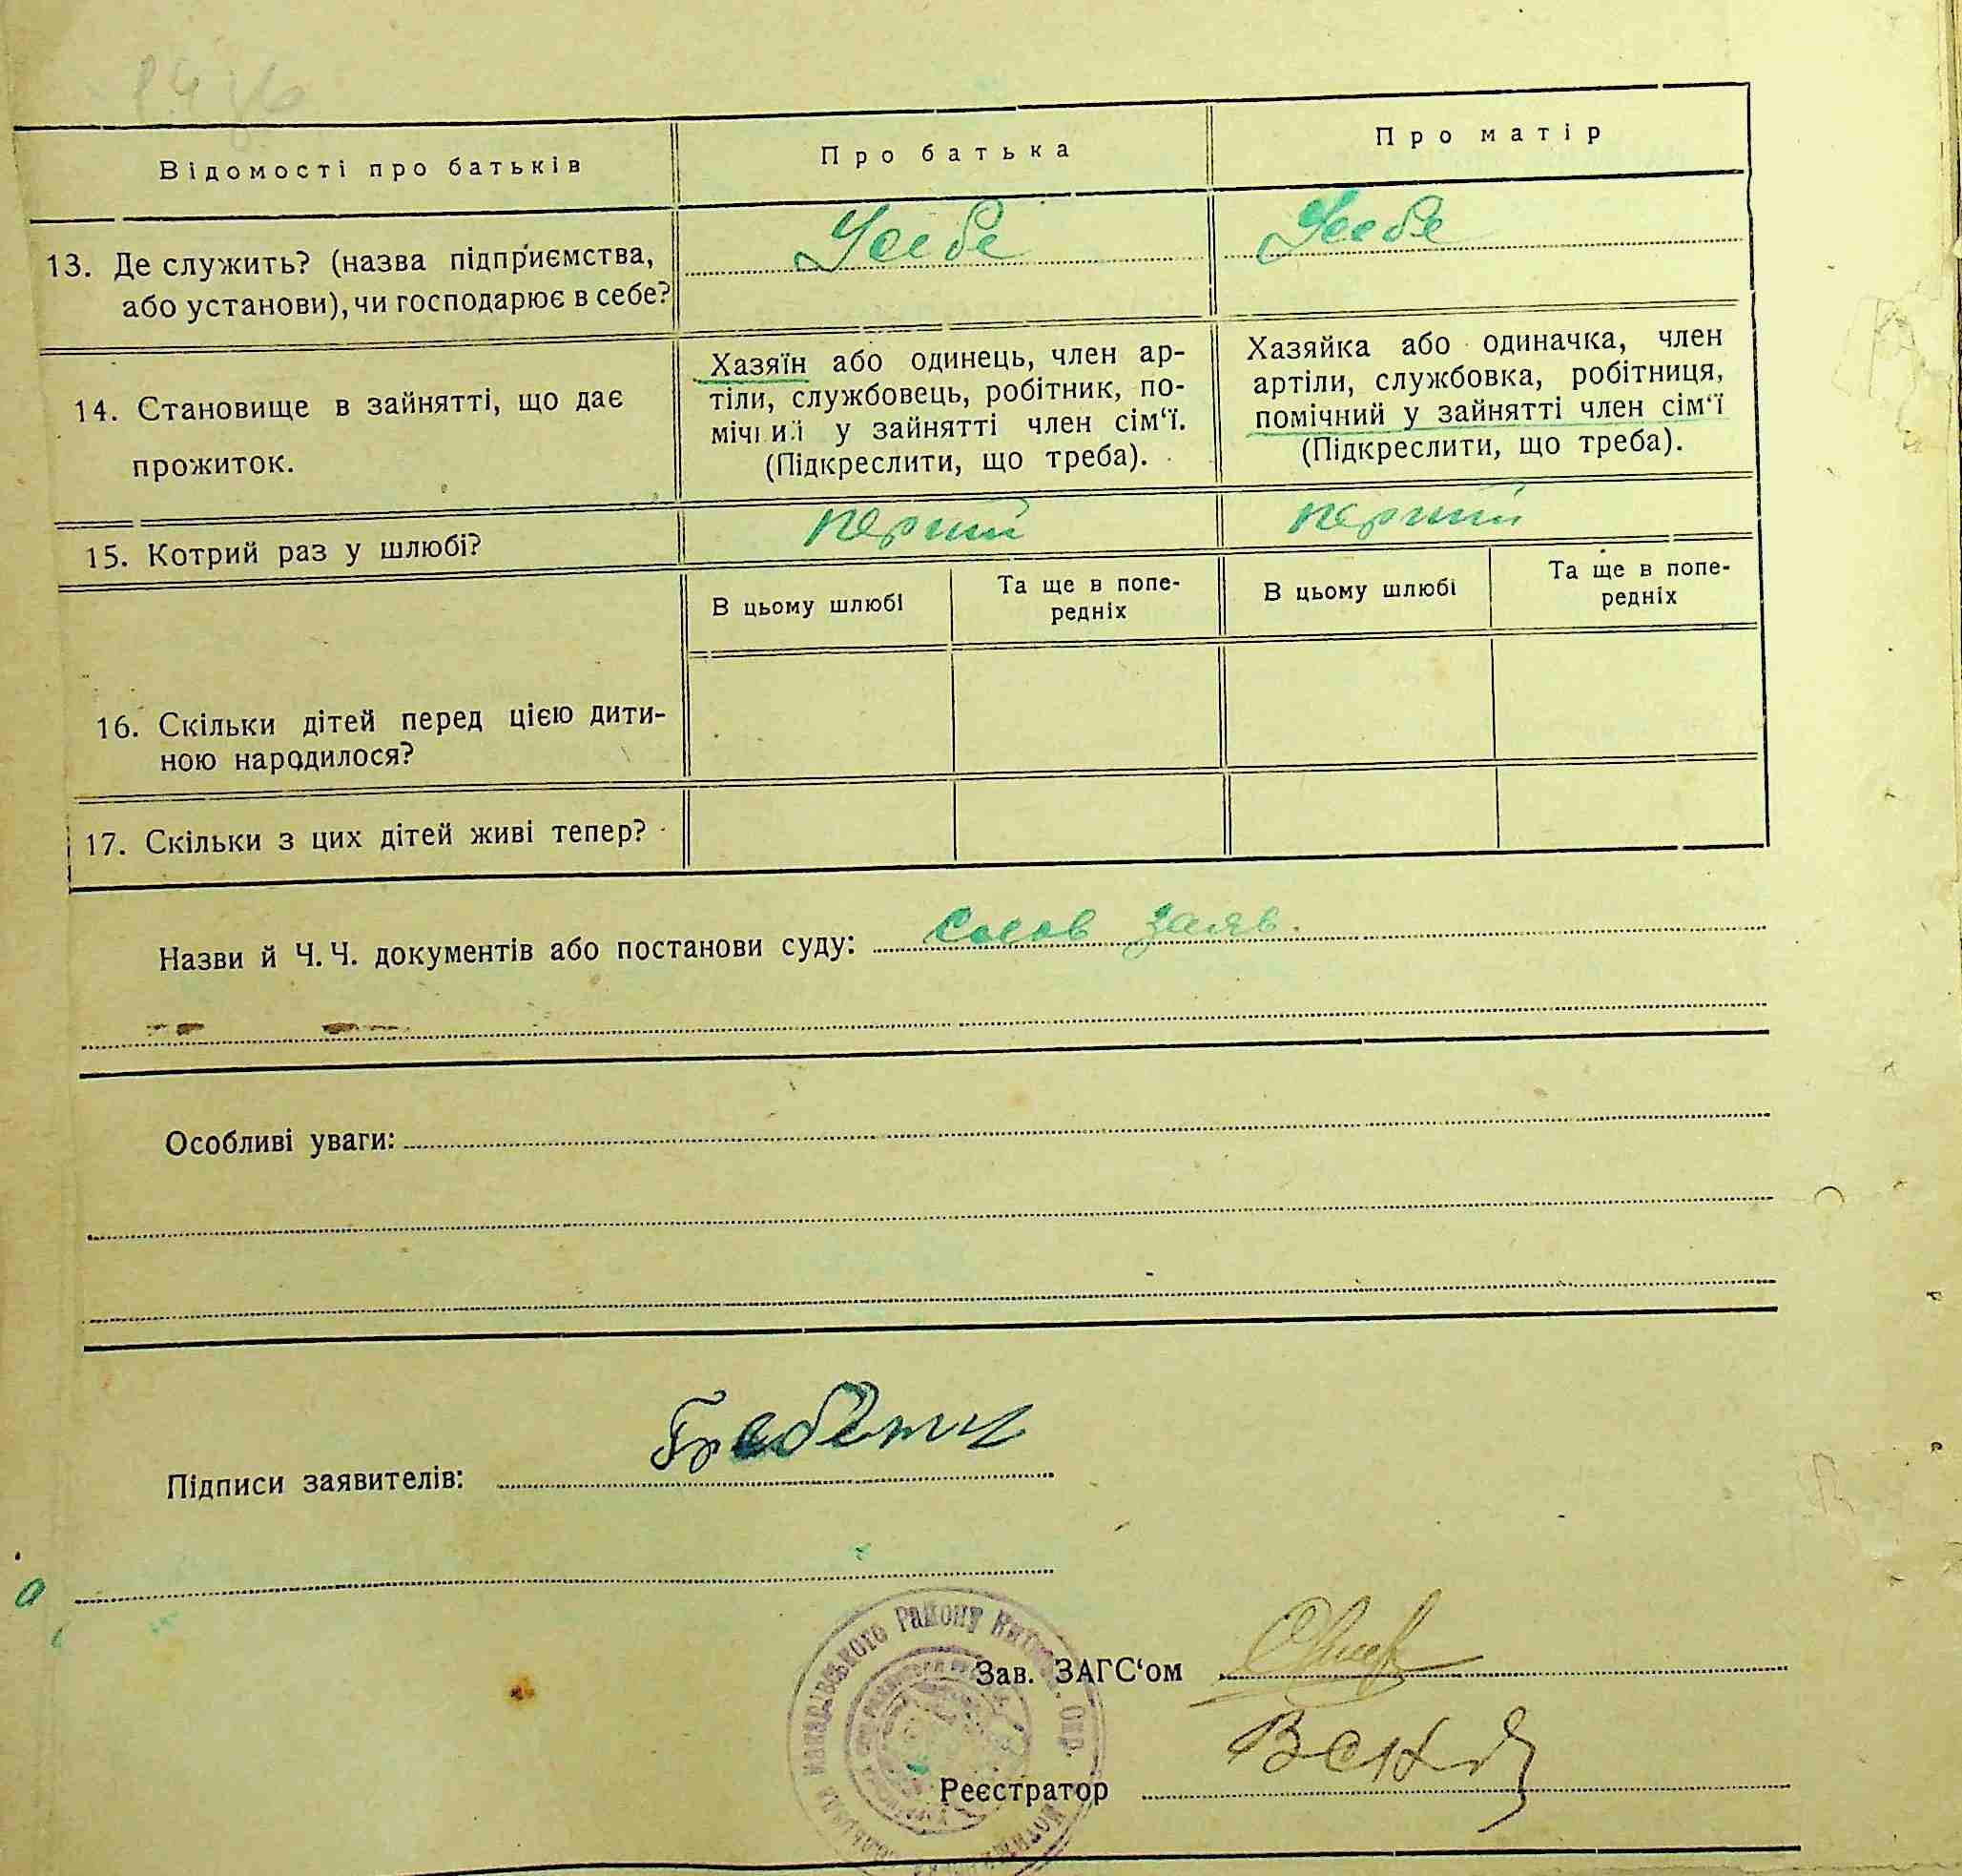 Відомості про батьків
Про батька
Про матір
13. Де служить? (назва підприємства, або установи), чи господарює в себе?
У себе
У себе
14. Становище в зайнятті, що дає прожиток.
Хазяїн або одинець, член ар-
тіли, службовець, робітник, по-
мічний у зайнятті член сім‘ї.
(Підкреслити, що треба).
Хазяйка або одиначка, член
артіли, службовка, робітниця,
помічний у зайнятті член сім‘ї
(Підкреслити, що треба).
15. Котрий раз у шлюбі?
перший
перший
В цьому шлюбі
Та ще в попе-
редніх
В цьому шлюбі
Та ще в попе-
редніх
16. Скільки дітей перед цією дити-
ною народилося?
17. Скільки з цих дітей живі тепер?
Назви й Ч. Ч. документів або постанови суду: заяв.
Особливі уваги:
Підписи заявителів:
Зав. ЗАГС‘ом
Реєстратор
району